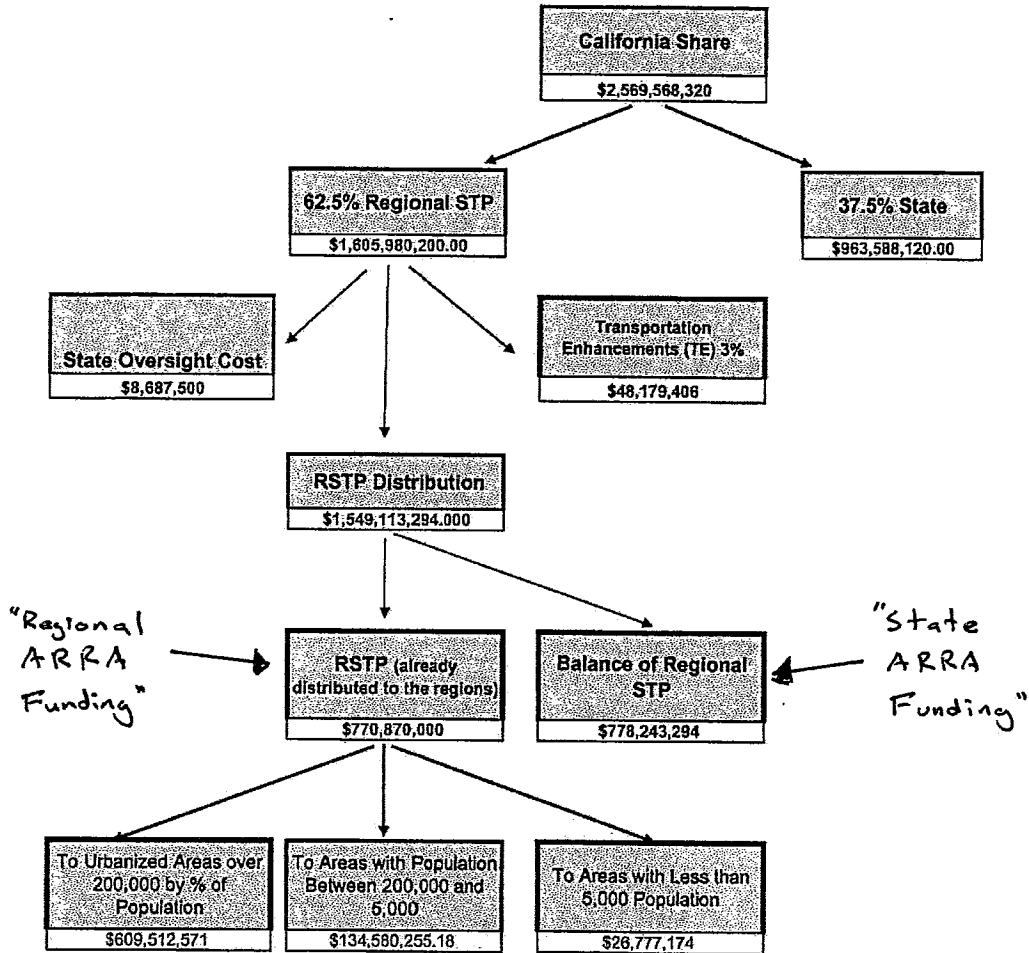 California Share
$2,569,568,320
62.5% Regional STP
$1,605,980,200.00
37.5% State
$963,588,120.00
State Oversight Cost
$8,687,500
Transportation
Enhancements (TE) 3%
$48,179,406
RSTP Distribution
$1,549,113,294.000
"Regional
ARRA
Funding"
RSTP (already
distributed to the regions)
$770,870,000
Balance of Regional
STP
$778,243,294
"State
ARRA
Funding"
To Urbanized Areas over
200,000 by % of
Population
$609,512,571
To Areas with Population
Between 200,000 and
5,000
$134,580,255.18
To Areas with Less than
5,000 Population
$26,777,174